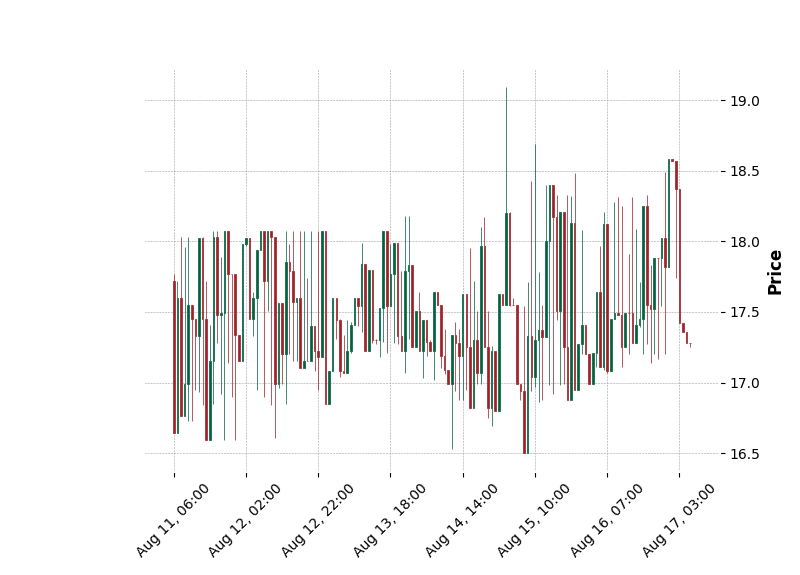 19.0
18.5
18.0
17.5
17.0
16.5
Price
Aug 11, 06:00
Aug 12, 02:00
Aug 12, 22:00
Aug 13, 18:00
Aug 14, 14:00
Aug 15, 10:00
Aug 16, 07:00
Aug 17, 03:00